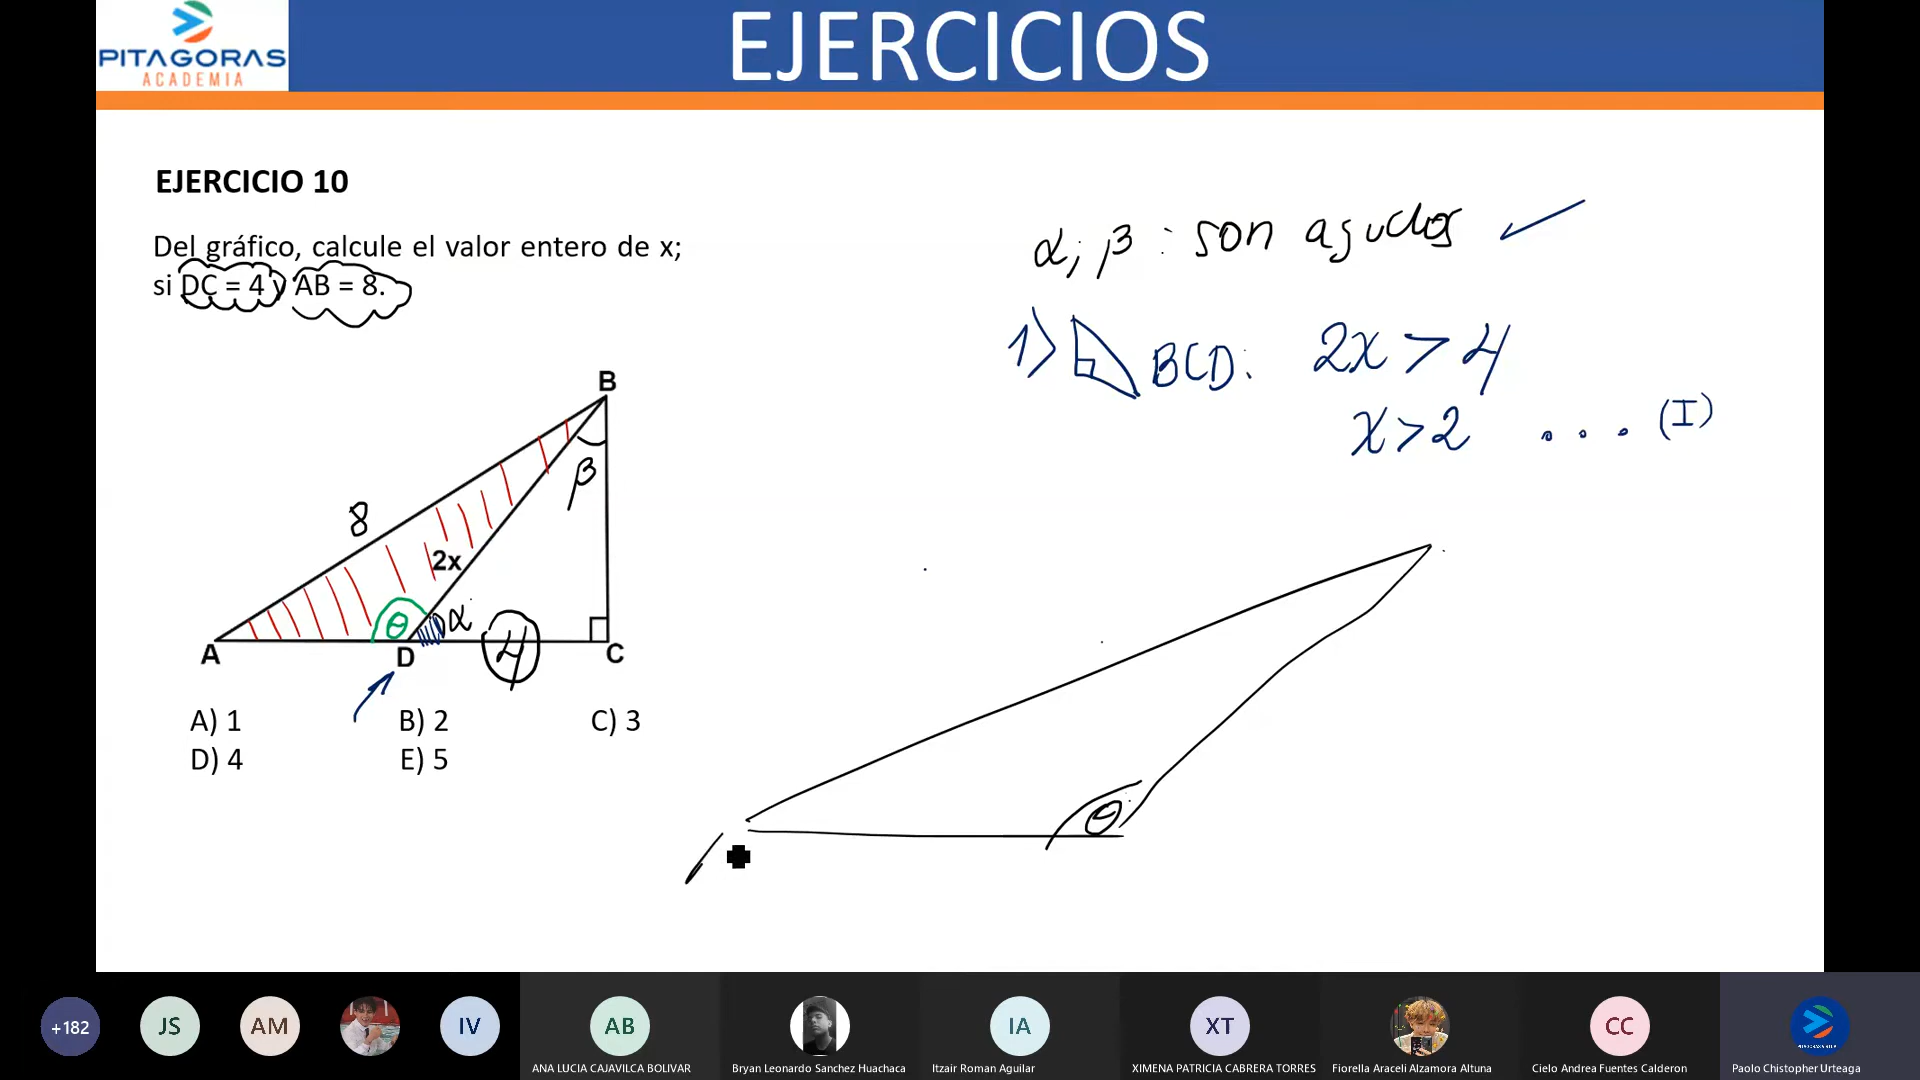 PITAGORAS
ACADEMIA
EJERCICIOS
EJERCICIO 10
Del gráfico, calcule el valor entero de x;
si DC = 4 y AB = 8.
α; β : son agudos
1) BCD: 2x > 4
x > 2 .... (I)
B
β
8
2x
θ α
4
A D C
A) 1 B) 2 C) 3
D) 4 E) 5
θ
+182 JS AM IV AB IA XT CC
ANA LUCIA CAJAVILCA BOLIVAR Bryan Leonardo Sanchez Huachaca Itzair Roman Aguilar XIMENA PATRICIA CABRERA TORRES Fiorella Araceli Alzamora Altuna Cielo Andrea Fuentes Calderon Paolo Chistopher Urteaga